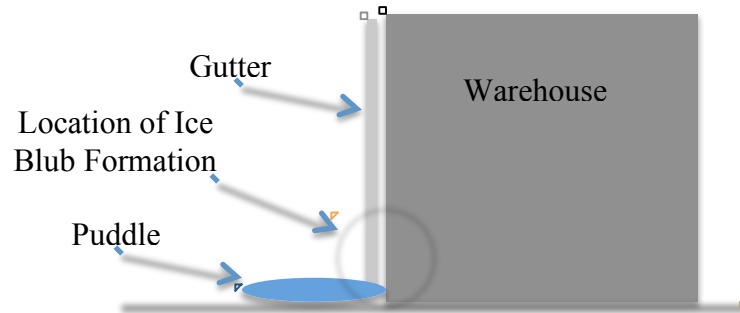 Gutter
Warehouse
Location of Ice
Blub Formation
Puddle